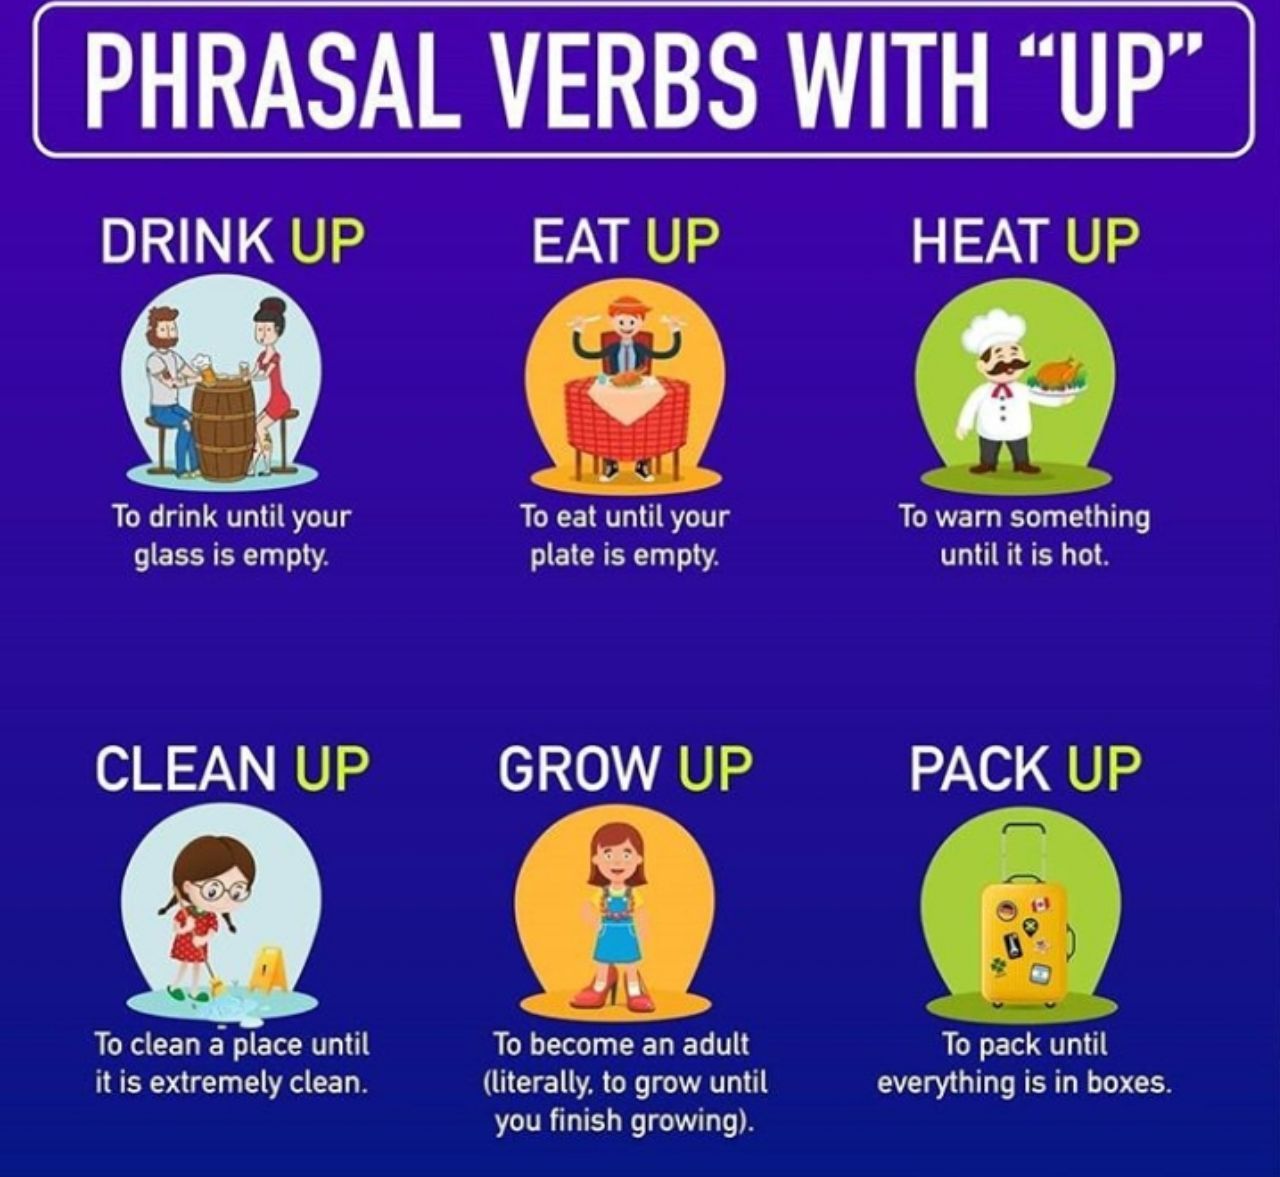 PHRASAL VERBS WITH “UP”
DRINK UP
To drink until your
glass is empty.
EAT UP
To eat until your
plate is empty.
HEAT UP
To warn something
until it is hot.
CLEAN UP
To clean a place until
it is extremely clean.
GROW UP
To become an adult
(literally, to grow until
you finish growing).
PACK UP
To pack until
everything is in boxes.